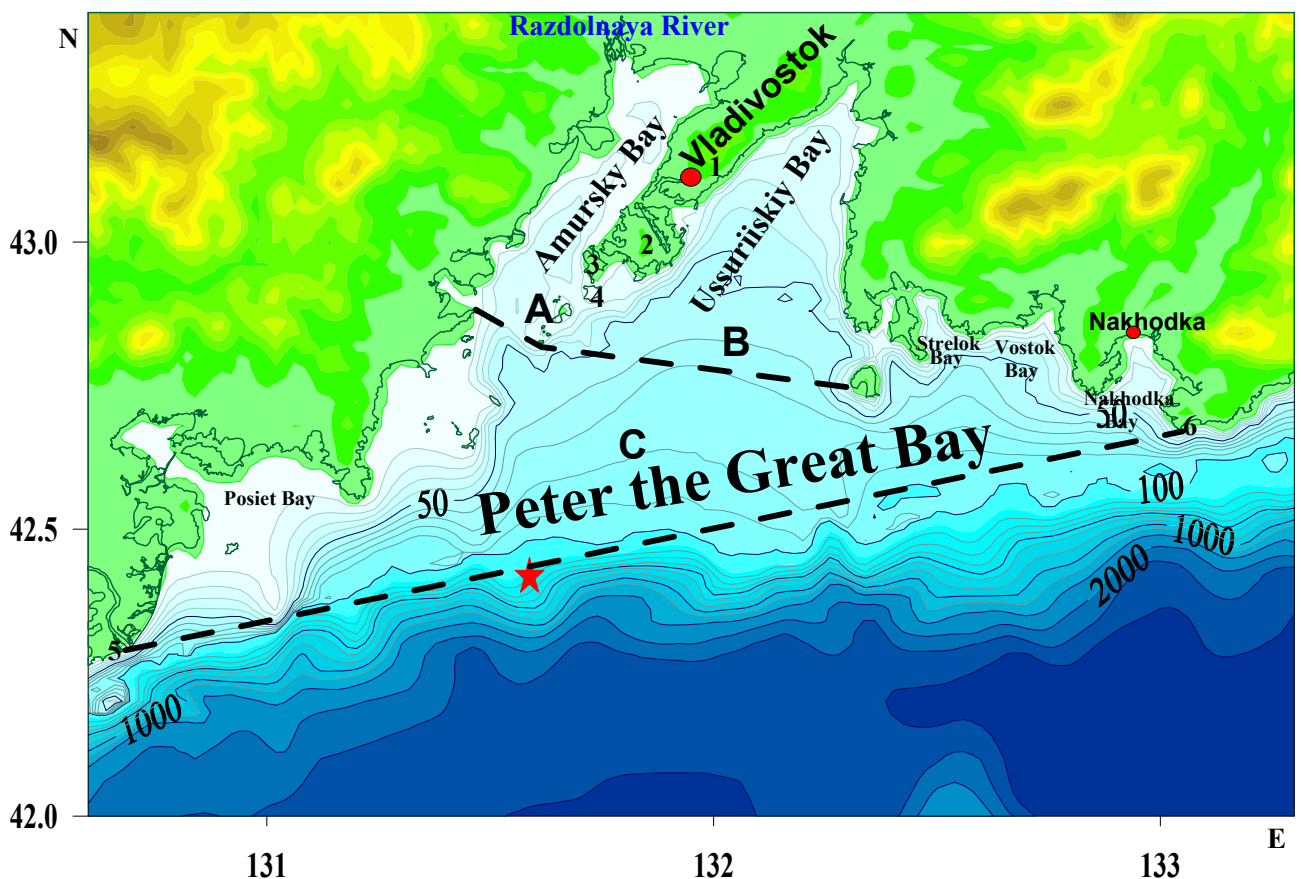 Razdolnaya River
N
Vladivostok
1
Amursky Bay
Ussuriiskiy Bay
43.0
2
3
4
A
B
Nakhodka
Strelok
Bay
Vostok
Bay
Nakhodka
Bay
50
6
C
Peter the Great Bay
Posiet Bay
50
100
1000
2000
42.5
5
1000
42.0
E
131
132
133